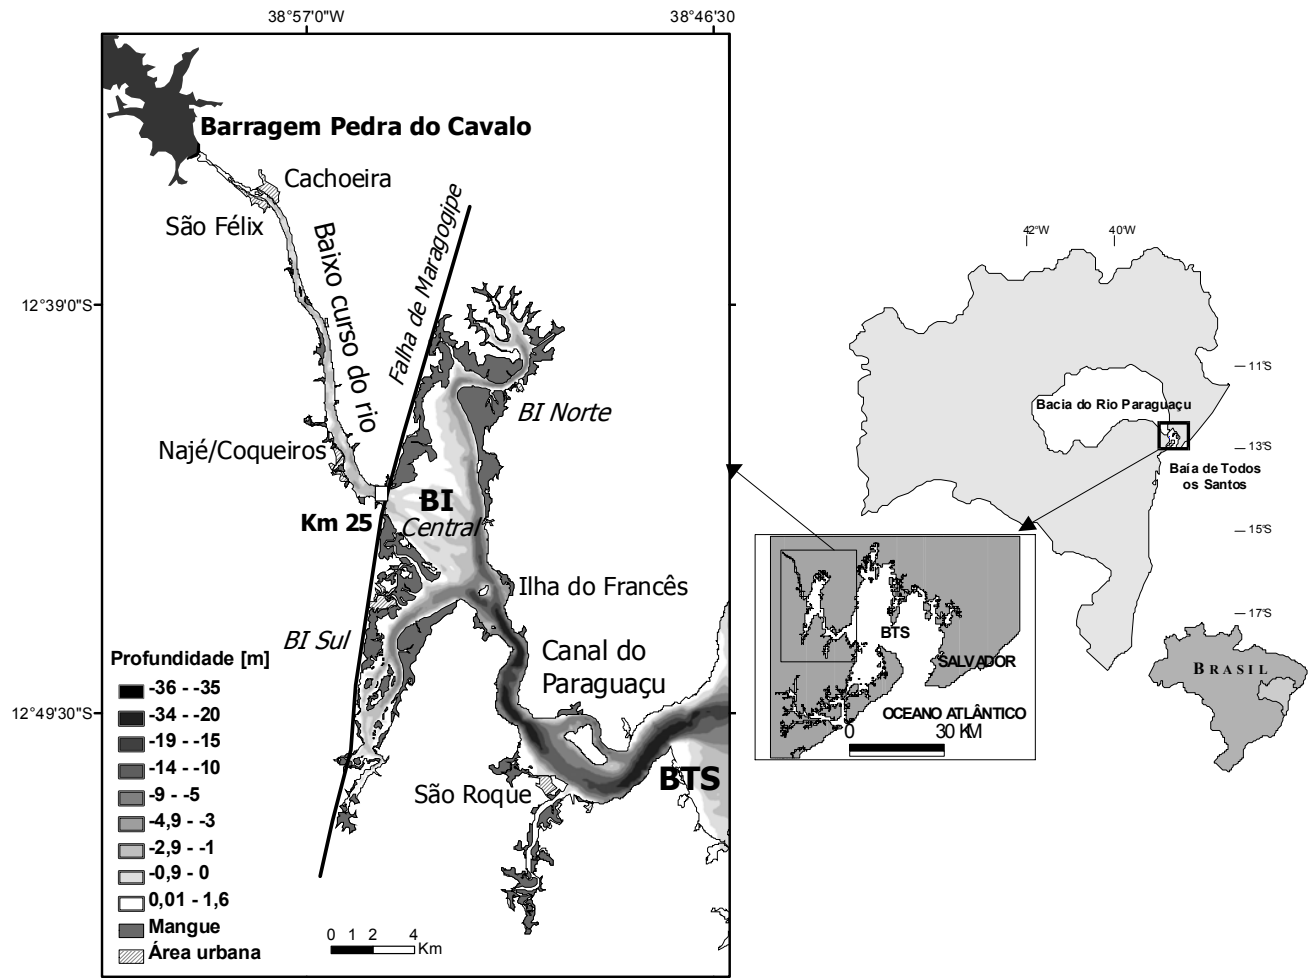 38°57'0"W
38°46'30
Barragem Pedra do Cavalo
Cachoeira
São Félix
Baixo curso do rio
Falha de Maragogipe
12°39'0"S
BI Norte
Najé/Coqueiros
BI
Central
Km 25
Ilha do Francês
BI Sul
Canal do
Paraguaçu
12°49'30"S
São Roque
BTS
Profundidade [m]
-36 - -35
-34 - -20
-19 - -15
-14 - -10
-9 - -5
-4,9 - -3
-2,9 - -1
-0,9 - 0
0,01 - 1,6
Mangue
Área urbana
0 1 2 4
Km
42°W
40°W
11°S
Bacia do Rio Paraguaçu
13°S
Baía de Todos
os Santos
15°S
17°S
BTS
SALVADOR
OCEANO ATLÂNTICO
0 30 KM
BRASIL